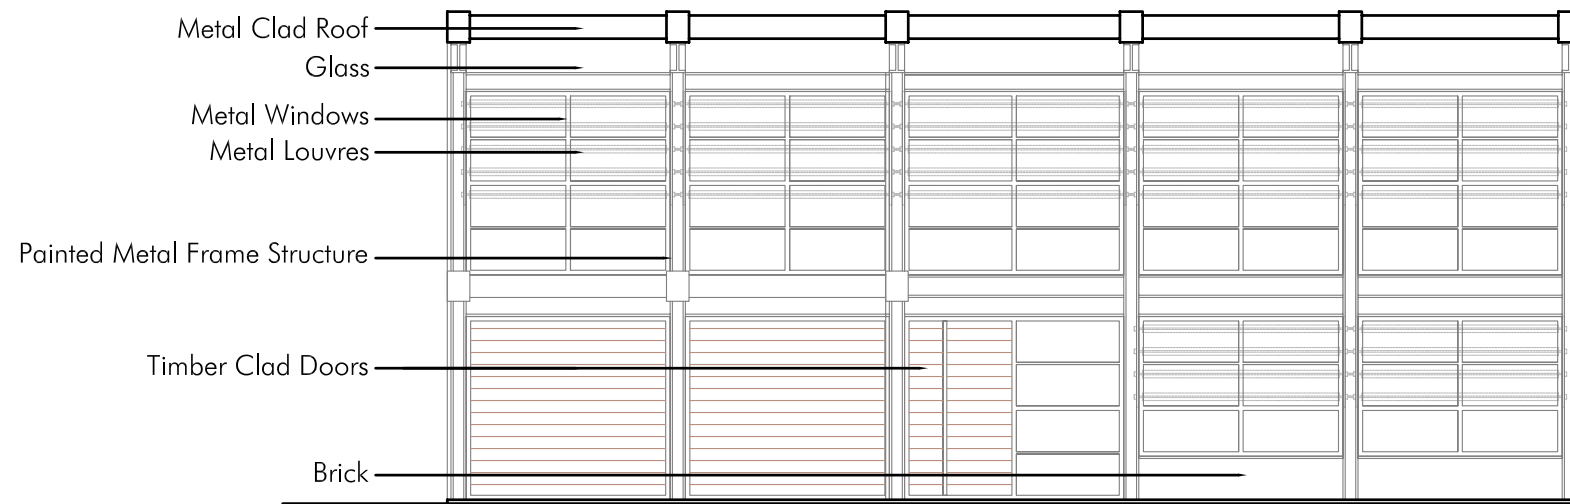 Metal Clad Roof
Glass
Metal Windows
Metal Louvres
Painted Metal Frame Structure
Timber Clad Doors
Brick